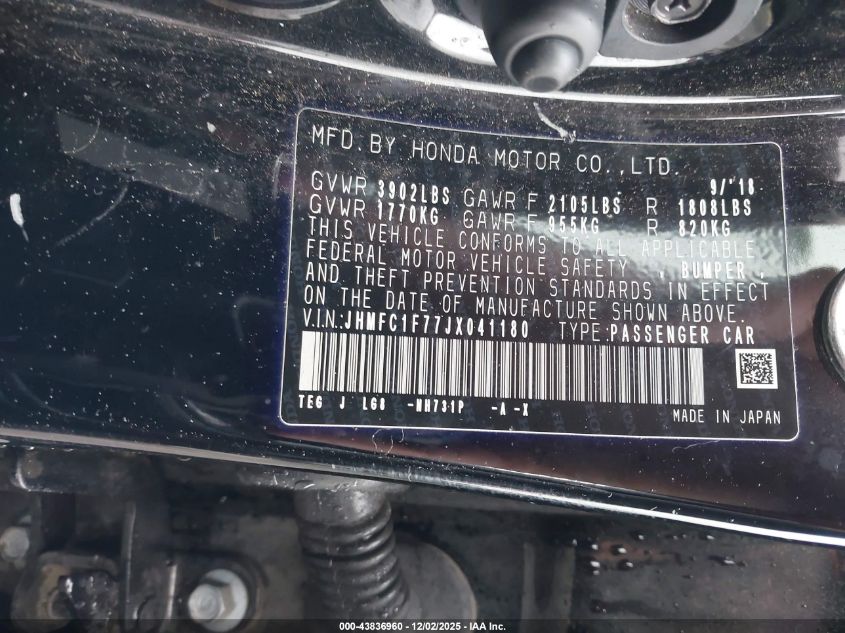 MFD. BY HONDA MOTOR CO.,LTD.
9/'18
GVWR 3902LBS GAWR F 2105LBS R 1808LBS
GVWR 1770KG GAWR F 955KG R 820KG
THIS VEHICLE CONFORMS TO ALL APPLICABLE
FEDERAL MOTOR VEHICLE SAFETY , BUMPER ,
AND THEFT PREVENTION STANDARDS IN EFFECT
ON THE DATE OF MANUFACTURE SHOWN ABOVE.
V.I.N: JHMFC1F77JX041180 TYPE:PASSENGER CAR
TEG J LG8 -NH731P -A -X
MADE IN JAPAN
000-43836960 - 12/02/2025 - IAA Inc.